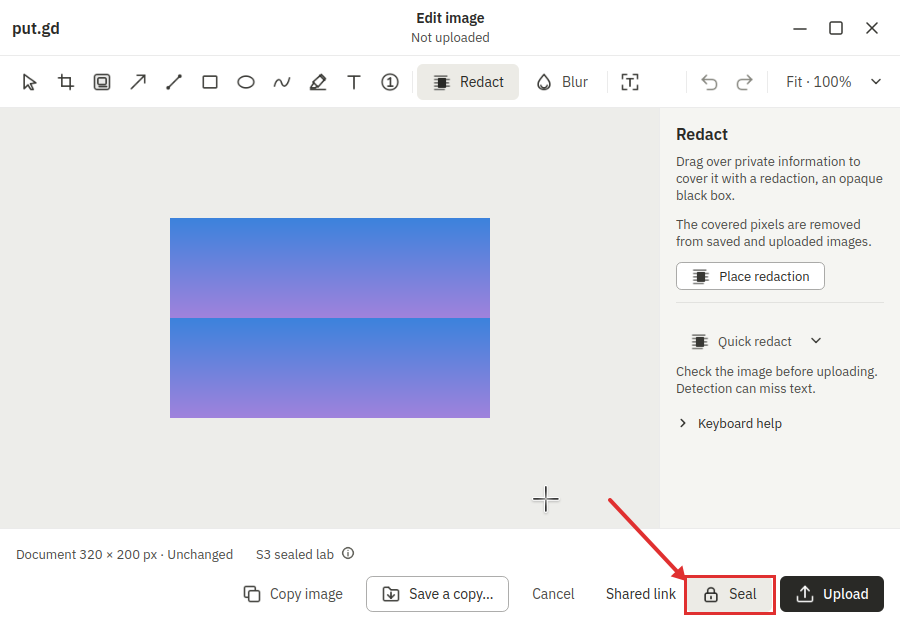 put.gd
Edit image
Not uploaded
1
Redact
Blur
T
Fit · 100%
Redact
Drag over private information to
cover it with a redaction, an opaque
black box.
The covered pixels are removed
from saved and uploaded images.
Place redaction
Quick redact
Check the image before uploading.
Detection can miss text.
Keyboard help
Document 320 × 200 px · Unchanged
S3 sealed lab
Copy image
Save a copy...
Cancel
Shared link
Seal
Upload